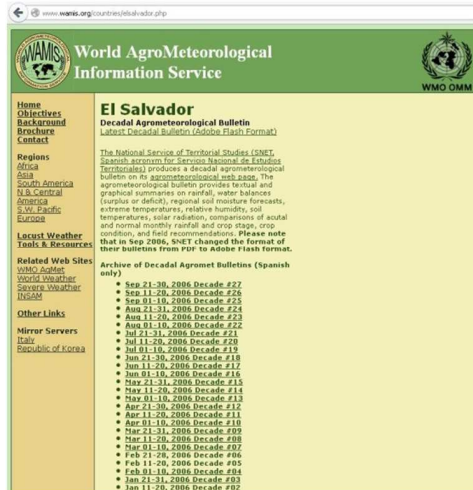 www.wamis.org/countries/elsalvador.php
WAMIS
World AgroMeteorological
Information Service
WMO OMM
Home
Objectives
Background
Brochure
Contact
Regions
Africa
Asia
South America
N & Central
America
S.W. Pacific
Europe
Locust Weather
Tools & Resources
Related Web Sites
WMO AgMet
World Weather
Severe Weather
INSAM
Other Links
Mirror Servers
Italy
Republic of Korea
El Salvador
Decadal Agrometeorological Bulletin
Latest Decadal Bulletin (Adobe Flash Format)
The National Service of Territorial Studies (SNET,
Spanish acronym for Servicio Nacional de Estudios
Territoriales) produces a decadal agrometeorological
bulletin on its agrometeorological web page. The
agrometeorological bulletin provides textual and
graphical summaries on rainfall, water balances
(surplus or deficit), regional soil moisture forecasts,
extreme temperatures, relative humidity, soil
temperatures, solar radiation, comparisons of acutal
and normal monthly rainfall and crop stage, crop
condition, and field recommendations. Please note
that in Sep 2006, SNET changed the format of
their bulletins from PDF to Adobe Flash format.
Archive of Decadal Agromet Bulletins (Spanish
only)
• Sep 21-30, 2006 Decade #27
• Sep 11-20, 2006 Decade #26
• Sep 01-10, 2006 Decade #25
• Aug 21-31, 2006 Decade #24
• Aug 11-20, 2006 Decade #23
• Aug 01-10, 2006 Decade #22
• Jul 21-31, 2006 Decade #21
• Jul 11-20, 2006 Decade #20
• Jul 01-10, 2006 Decade #19
• Jun 21-30, 2006 Decade #18
• Jun 11-20, 2006 Decade #17
• Jun 01-10, 2006 Decade #16
• May 21-31, 2006 Decade #15
• May 11-20, 2006 Decade #14
• May 01-10, 2006 Decade #13
• Apr 21-30, 2006 Decade #12
• Apr 11-20, 2006 Decade #11
• Apr 01-10, 2006 Decade #10
• Mar 21-31, 2006 Decade #09
• Mar 11-20, 2006 Decade #08
• Mar 01-10, 2006 Decade #07
• Feb 21-28, 2006 Decade #06
• Feb 11-20, 2006 Decade #05
• Feb 01-10, 2006 Decade #04
• Jan 21-31, 2006 Decade #03
• Jan 11-20, 2006 Decade #02